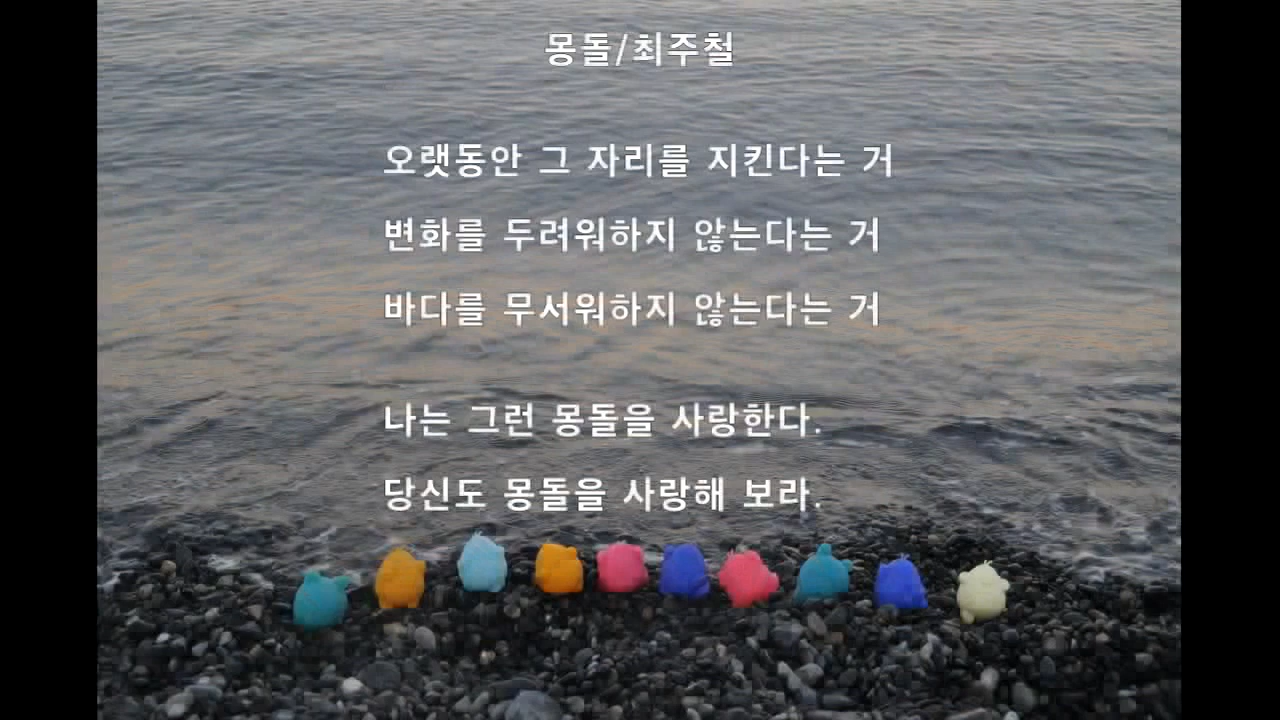 몽돌/최주철
오랫동안 그 자리를 지킨다는 거
변화를 두려워하지 않는다는 거
바다를 무서워하지 않는다는 거
나는 그런 몽돌을 사랑한다.
당신도 몽돌을 사랑해 보라.